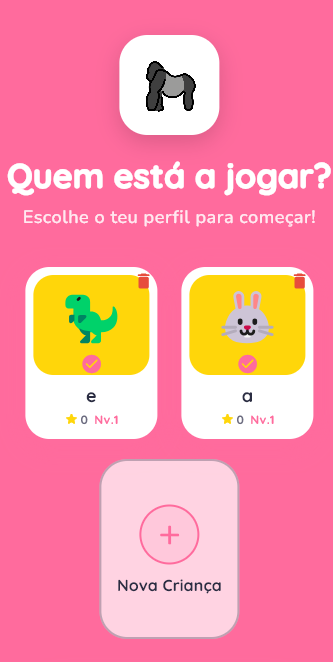 Quem está a jogar?
Escolhe o teu perfil para começar!
e
a
0 Nv.1
0 Nv.1
Nova Criança